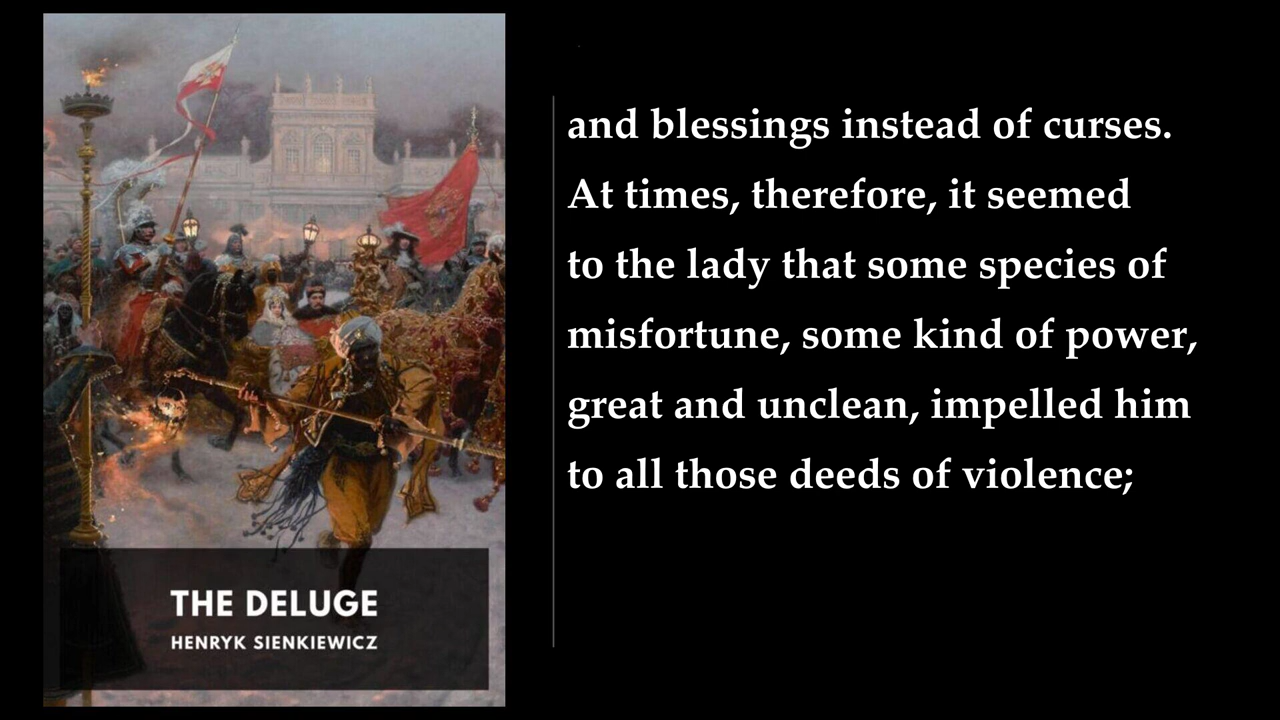 THE DELUGE
HENRYK SIENKIEWICZ
and blessings instead of curses.
At times, therefore, it seemed
to the lady that some species of
misfortune, some kind of power,
great and unclean, impelled him
to all those deeds of violence;